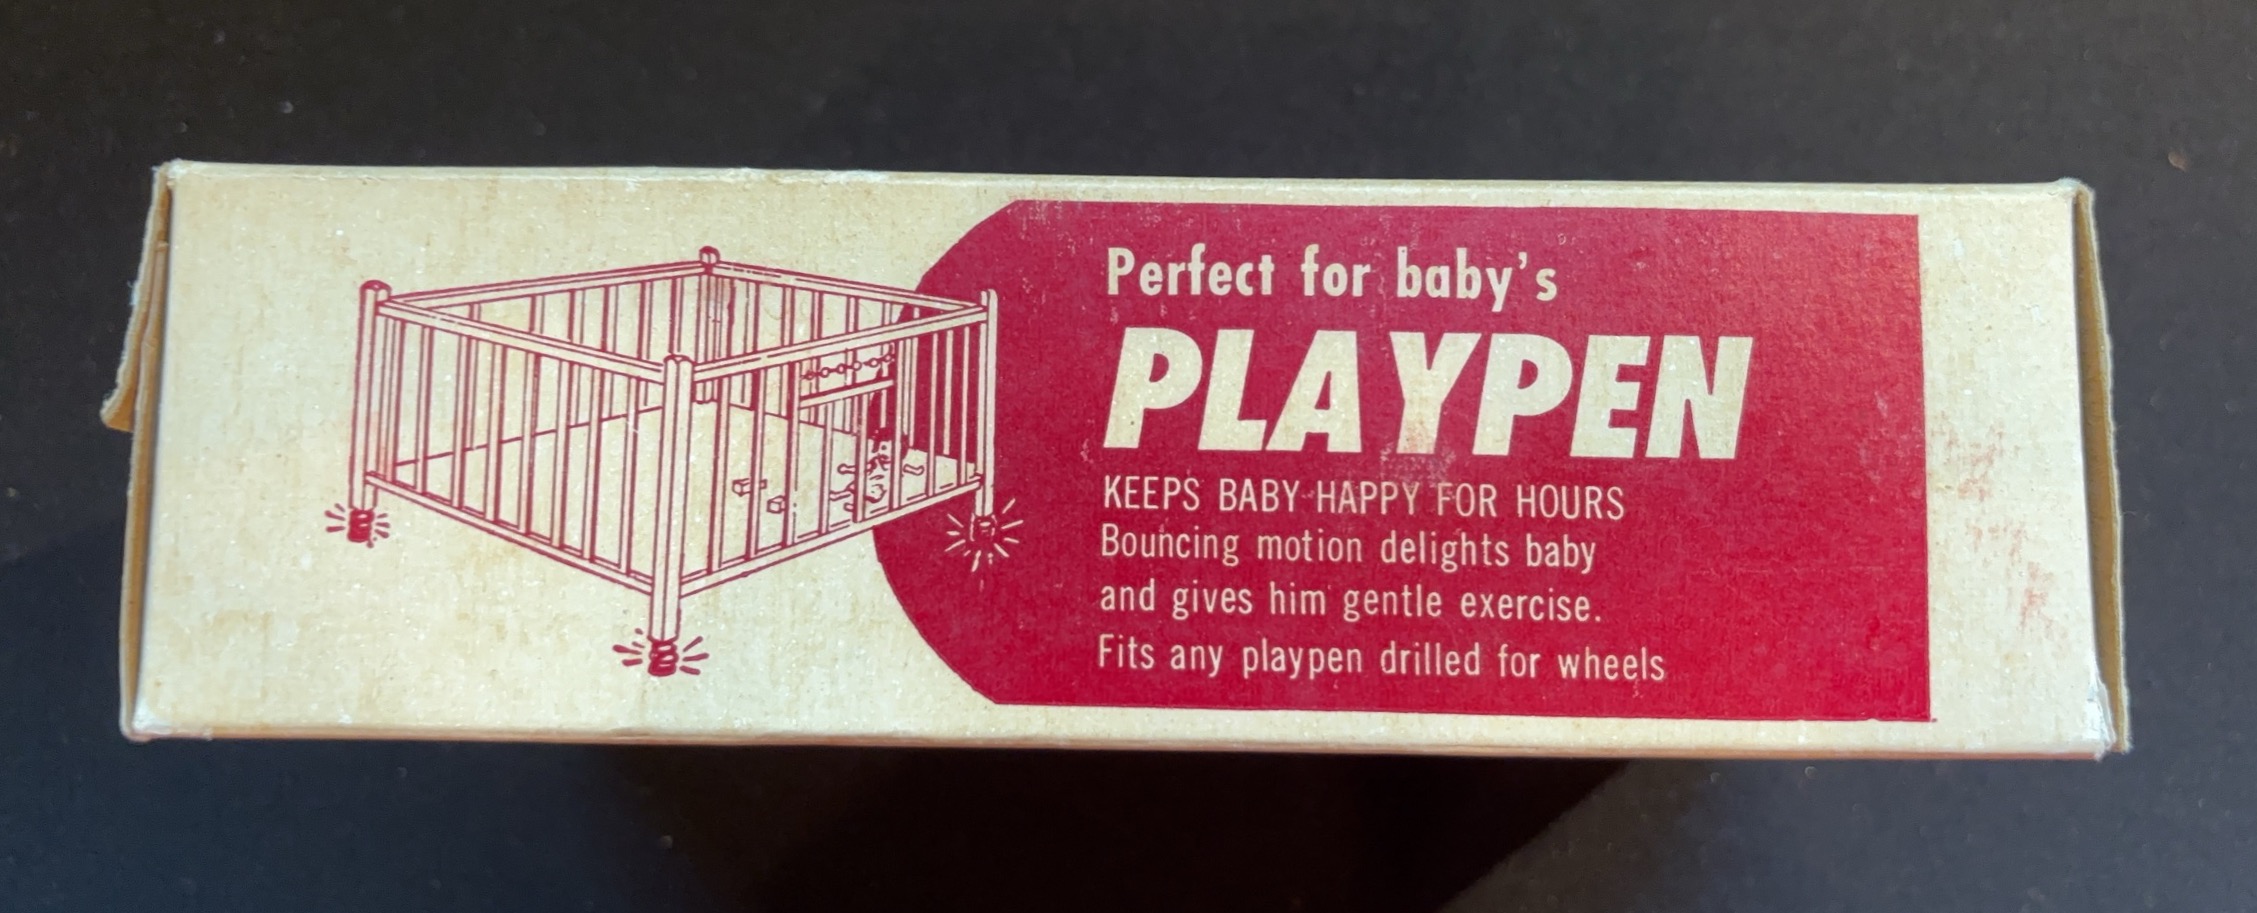 Perfect for baby's
PLAYPEN
KEEPS BABY HAPPY FOR HOURS
Bouncing motion delights baby
and gives him gentle exercise.
Fits any playpen drilled for wheels